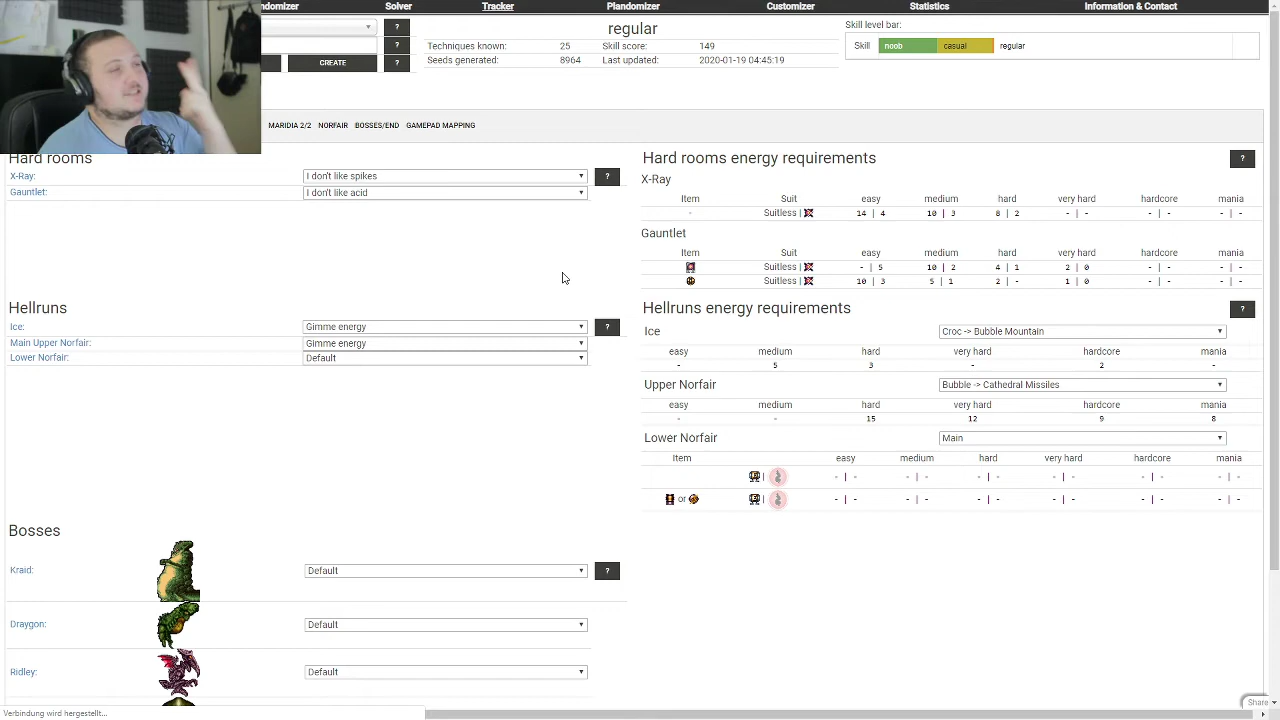 domizer Solver Tracker Plandomizer Customizer Statistics Information & Contact
?
?
CREATE ?
regular
Techniques known: 25 Skill score: 149
Seeds generated: 8964 Last updated: 2020-01-19 04:45:19
Skill level bar:
Skill noob casual regular
MARIDIA 2/2 NORFAIR BOSSES/END GAMEPAD MAPPING
Hard rooms
X-Ray: I don't like spikes ?
Gauntlet: I don't like acid
Hellruns
Ice: Gimme energy ?
Main Upper Norfair: Gimme energy
Lower Norfair: Default
Bosses
Kraid: Default ?
Draygon: Default
Ridley: Default
Hard rooms energy requirements ?
X-Ray
Item Suit easy medium hard very hard hardcore mania
- Suitless | 14 | 4 10 | 3 8 | 2 - | - - | - - | -
Gauntlet
Item Suit easy medium hard very hard hardcore mania
Suitless | - | 5 10 | 2 4 | 1 2 | 0 - | - - | -
Suitless | 10 | 3 5 | 1 2 | - 1 | 0 - | - - | -
Hellruns energy requirements ?
Ice Croc -> Bubble Mountain
easy medium hard very hard hardcore mania
- 5 3 - 2 -
Upper Norfair Bubble -> Cathedral Missiles
easy medium hard very hard hardcore mania
- - 15 12 9 8
Lower Norfair Main
Item easy medium hard very hard hardcore mania
| - | - - | - - | - - | - - | - - | -
or | - | - - | - - | - - | - - | - - | -
Share
Verbindung wird hergestellt...